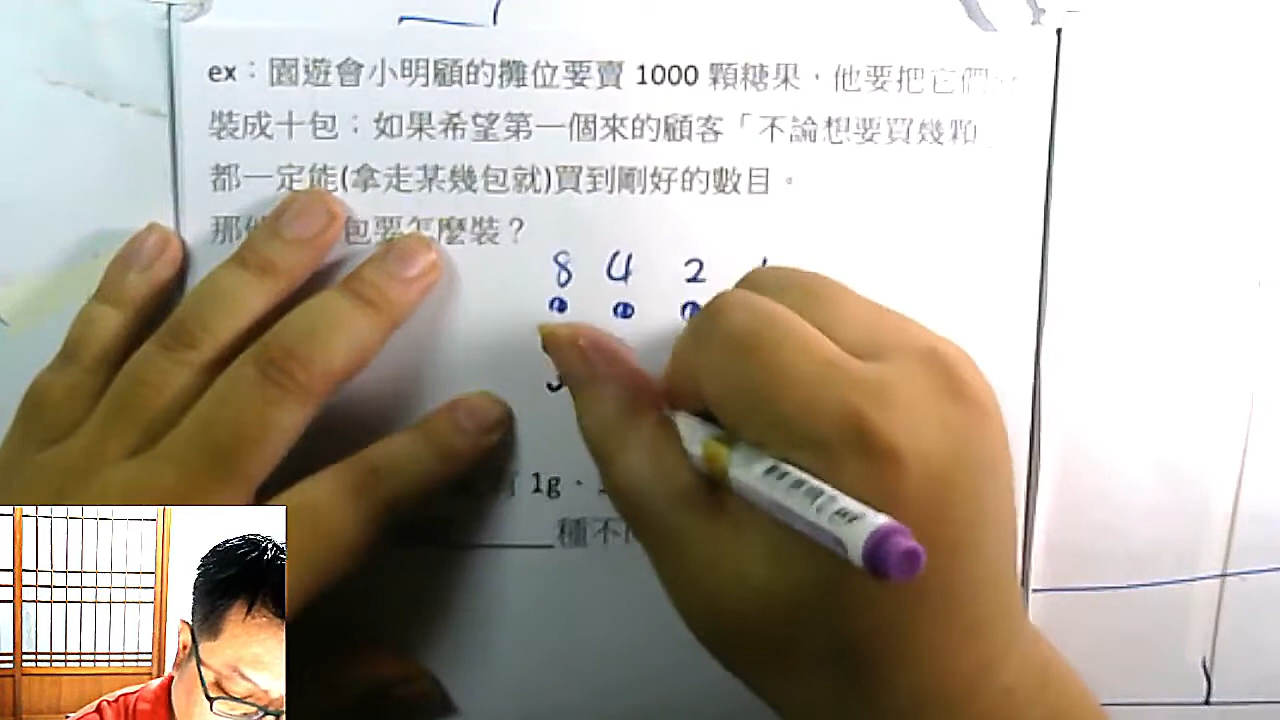 ex：園遊會小明顧的攤位要賣 1000 顆糖果，他要把它們
裝成十包；如果希望第一個來的顧客「不論想要買幾顆」
都一定能(拿走某幾包就)買到剛好的數目。
那 包要怎麼裝？
8 4 2
1g、
種不